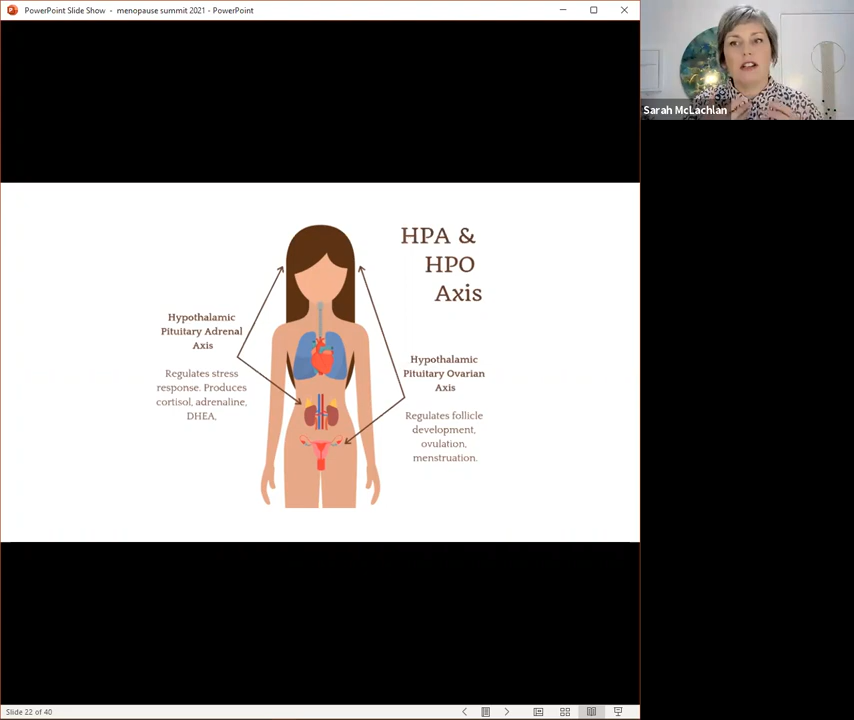 PowerPoint Slide Show - menopause summit 2021 - PowerPoint
Sarah McLachlan
HPA &
HPO
Axis
Hypothalamic
Pituitary Adrenal
Axis
Regulates stress
response. Produces
cortisol, adrenaline,
DHEA,
Hypothalamic
Pituitary Ovarian
Axis
Regulates follicle
development,
ovulation,
menstruation.
Slide 22 of 40